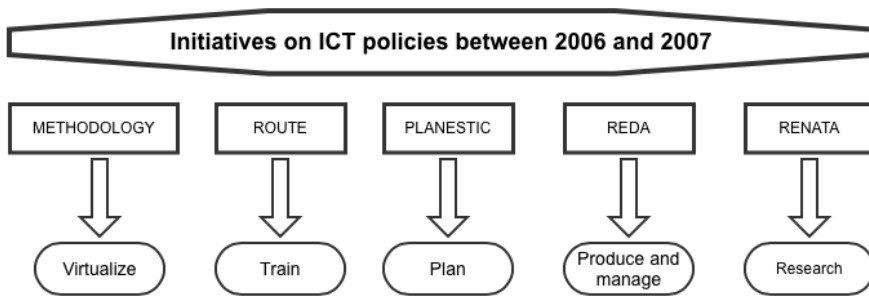 Initiatives on ICT policies between 2006 and 2007
METHODOLOGY
ROUTE
PLANESTIC
REDA
RENATA
Virtualize
Train
Plan
Produce and
manage
Research